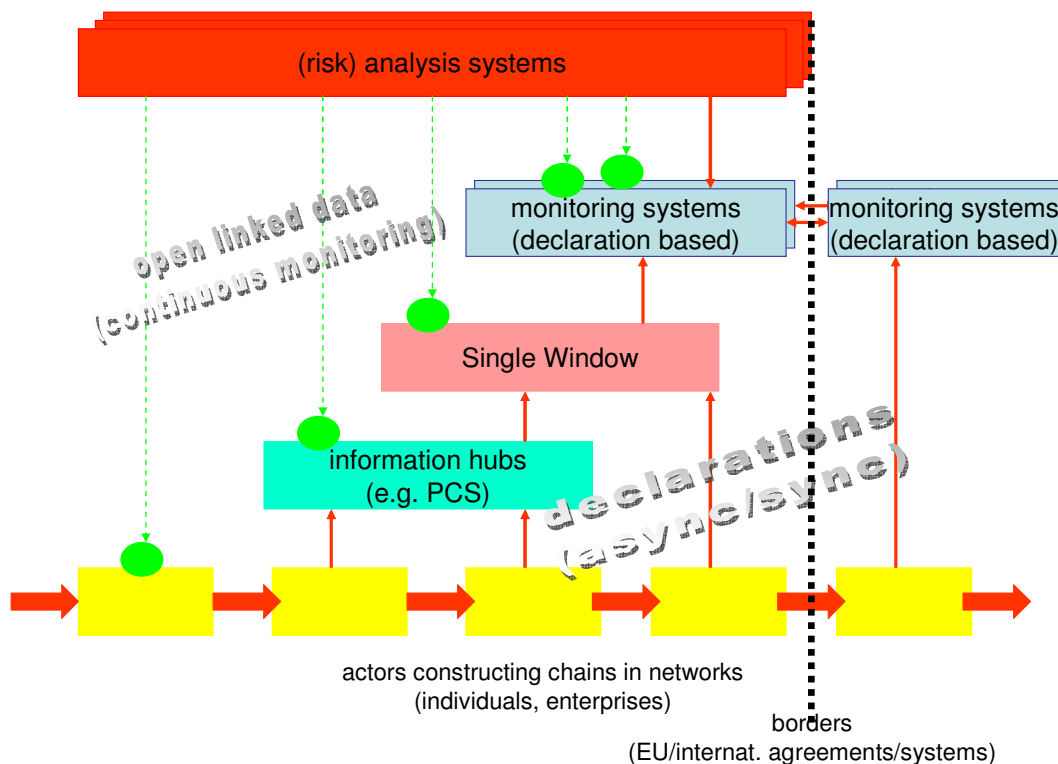 (risk) analysis systems
open linked data
(continuous monitoring)
monitoring systems
(declaration based)
monitoring systems
(declaration based)
Single Window
information hubs
(e.g. PCS)
declarations
(async/sync)
actors constructing chains in networks
(individuals, enterprises)
borders
(EU/internat. agreements/systems)